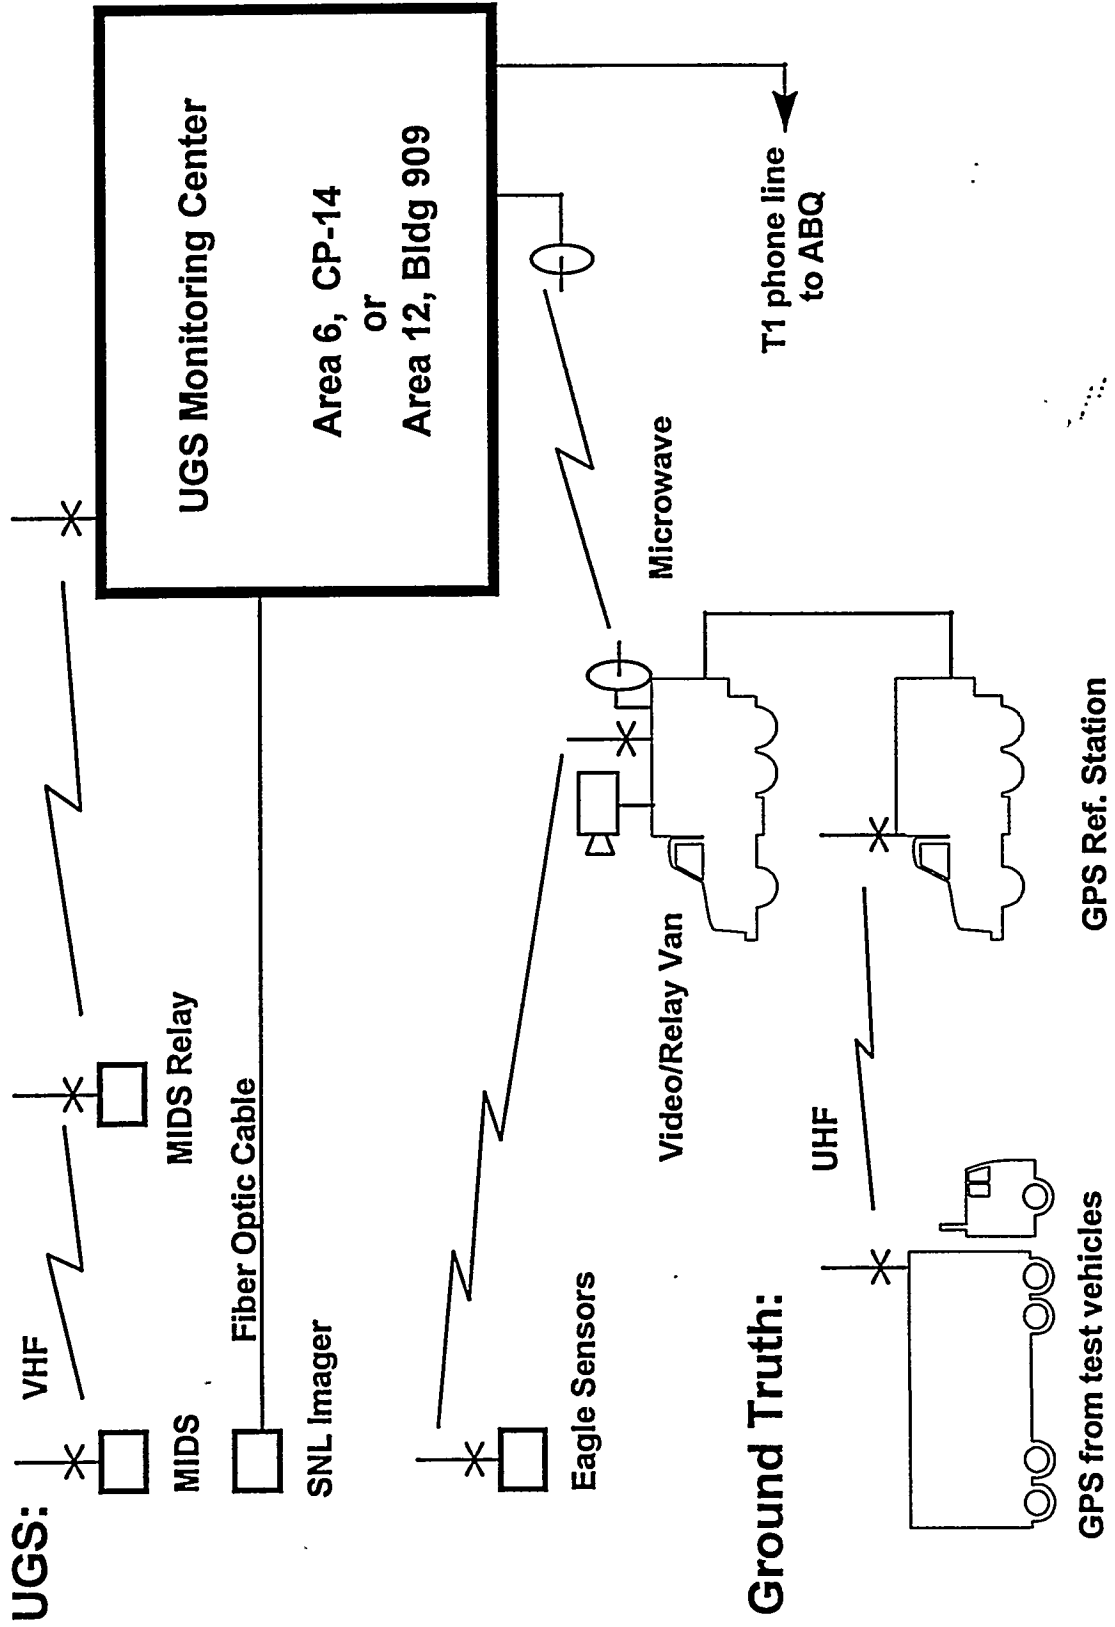 UGS:
VHF
MIDS
MIDS Relay
UGS Monitoring Center
Area 6, CP-14
or
Area 12, Bldg 909
Fiber Optic Cable
SNL Imager
Eagle Sensors
Video/Relay Van
Microwave
T1 phone line
to ABQ
Ground Truth:
UHF
GPS from test vehicles
GPS Ref. Station